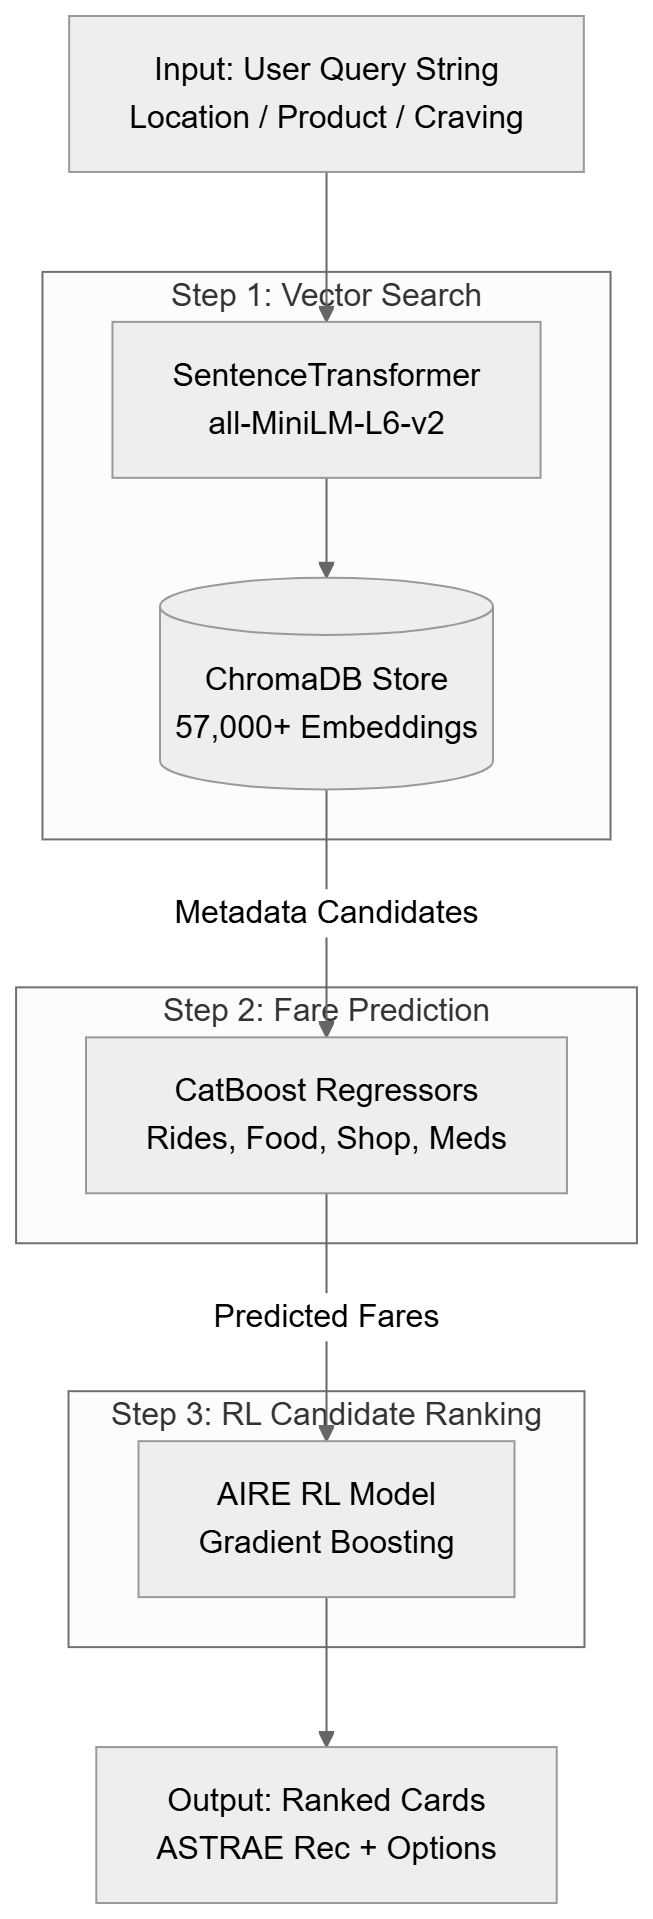 Input: User Query String
Location / Product / Craving
Step 1: Vector Search
SentenceTransformer
all-MiniLM-L6-v2
ChromaDB Store
57,000+ Embeddings
Metadata Candidates
Step 2: Fare Prediction
CatBoost Regressors
Rides, Food, Shop, Meds
Predicted Fares
Step 3: RL Candidate Ranking
AIRE RL Model
Gradient Boosting
Output: Ranked Cards
ASTRAE Rec + Options